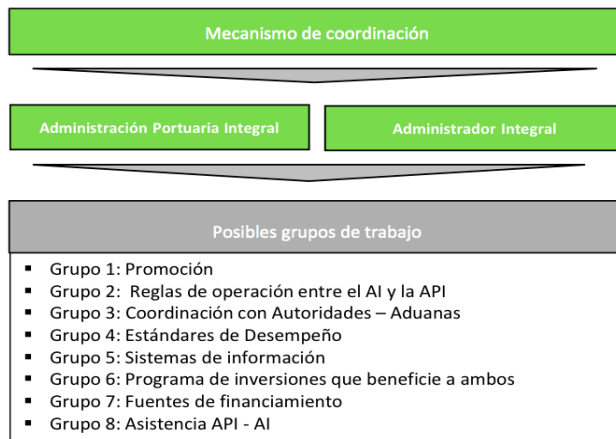 Mecanismo de coordinación
Administración Portuaria Integral
Administrador Integral
Posibles grupos de trabajo
▪ Grupo 1: Promoción
▪ Grupo 2: Reglas de operación entre el AI y la API
▪ Grupo 3: Coordinación con Autoridades – Aduanas
▪ Grupo 4: Estándares de Desempeño
▪ Grupo 5: Sistemas de información
▪ Grupo 6: Programa de inversiones que beneficie a ambos
▪ Grupo 7: Fuentes de financiamiento
▪ Grupo 8: Asistencia API - AI